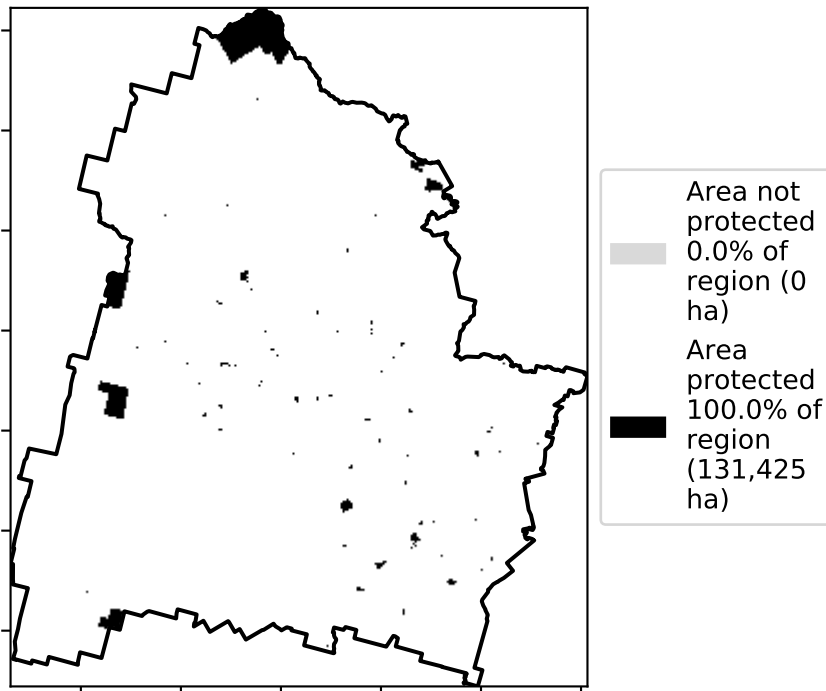 Area not
protected
0.0% of
region (0
ha)
Area
protected
100.0% of
region
(131,425
ha)